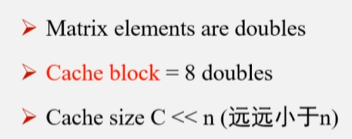 ➤ Matrix elements are doubles
➤ Cache block = 8 doubles
➤ Cache size C << n (远远小于n)